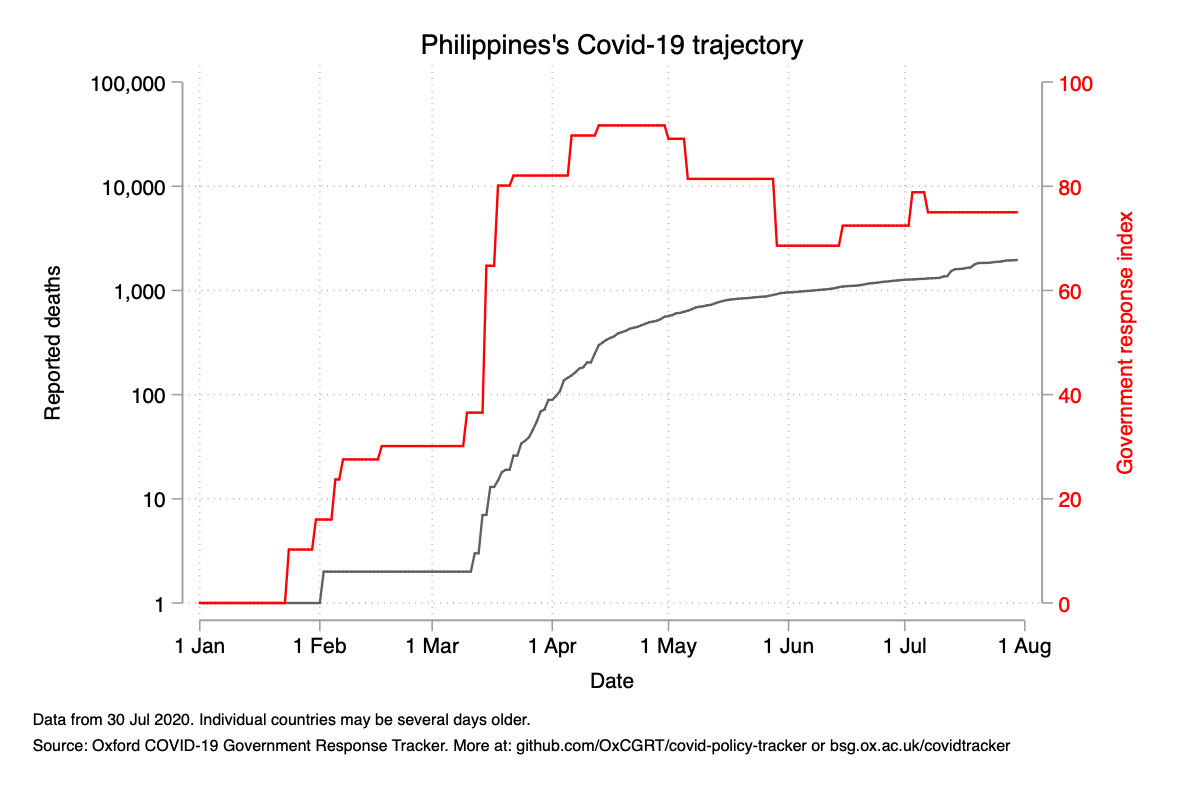 Philippines's Covid-19 trajectory
100,000
10,000
1,000
100
10
1
Reported deaths
100
80
60
40
20
0
Government response index
1 Jan 1 Feb 1 Mar 1 Apr 1 May 1 Jun 1 Jul 1 Aug
Date
Data from 30 Jul 2020. Individual countries may be several days older.
Source: Oxford COVID-19 Government Response Tracker. More at: github.com/OxCGRT/covid-policy-tracker or bsg.ox.ac.uk/covidtracker